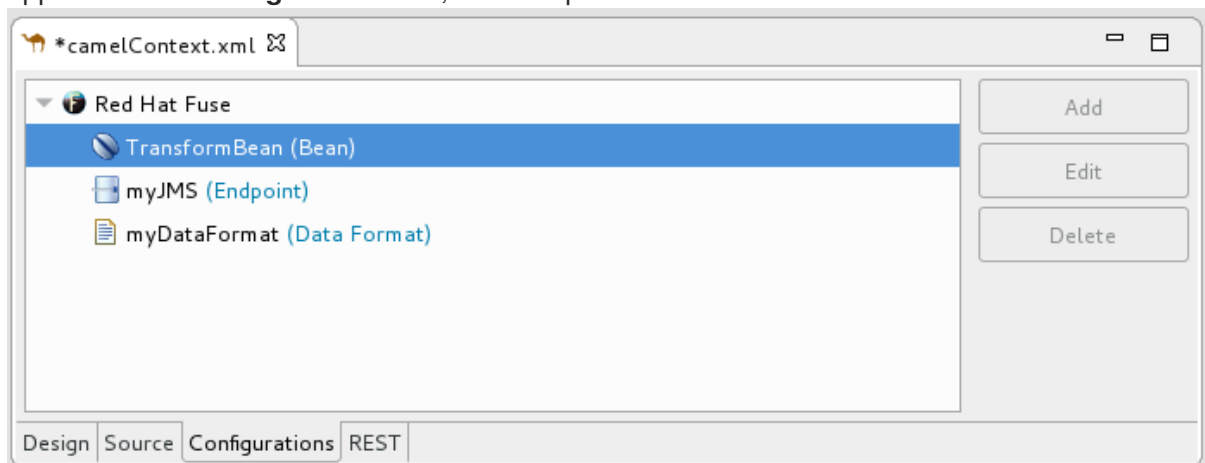 *camelContext.xml
Red Hat Fuse
Add
TransformBean (Bean)
Edit
myJMS (Endpoint)
myDataFormat (Data Format)
Delete
Design Source Configurations REST